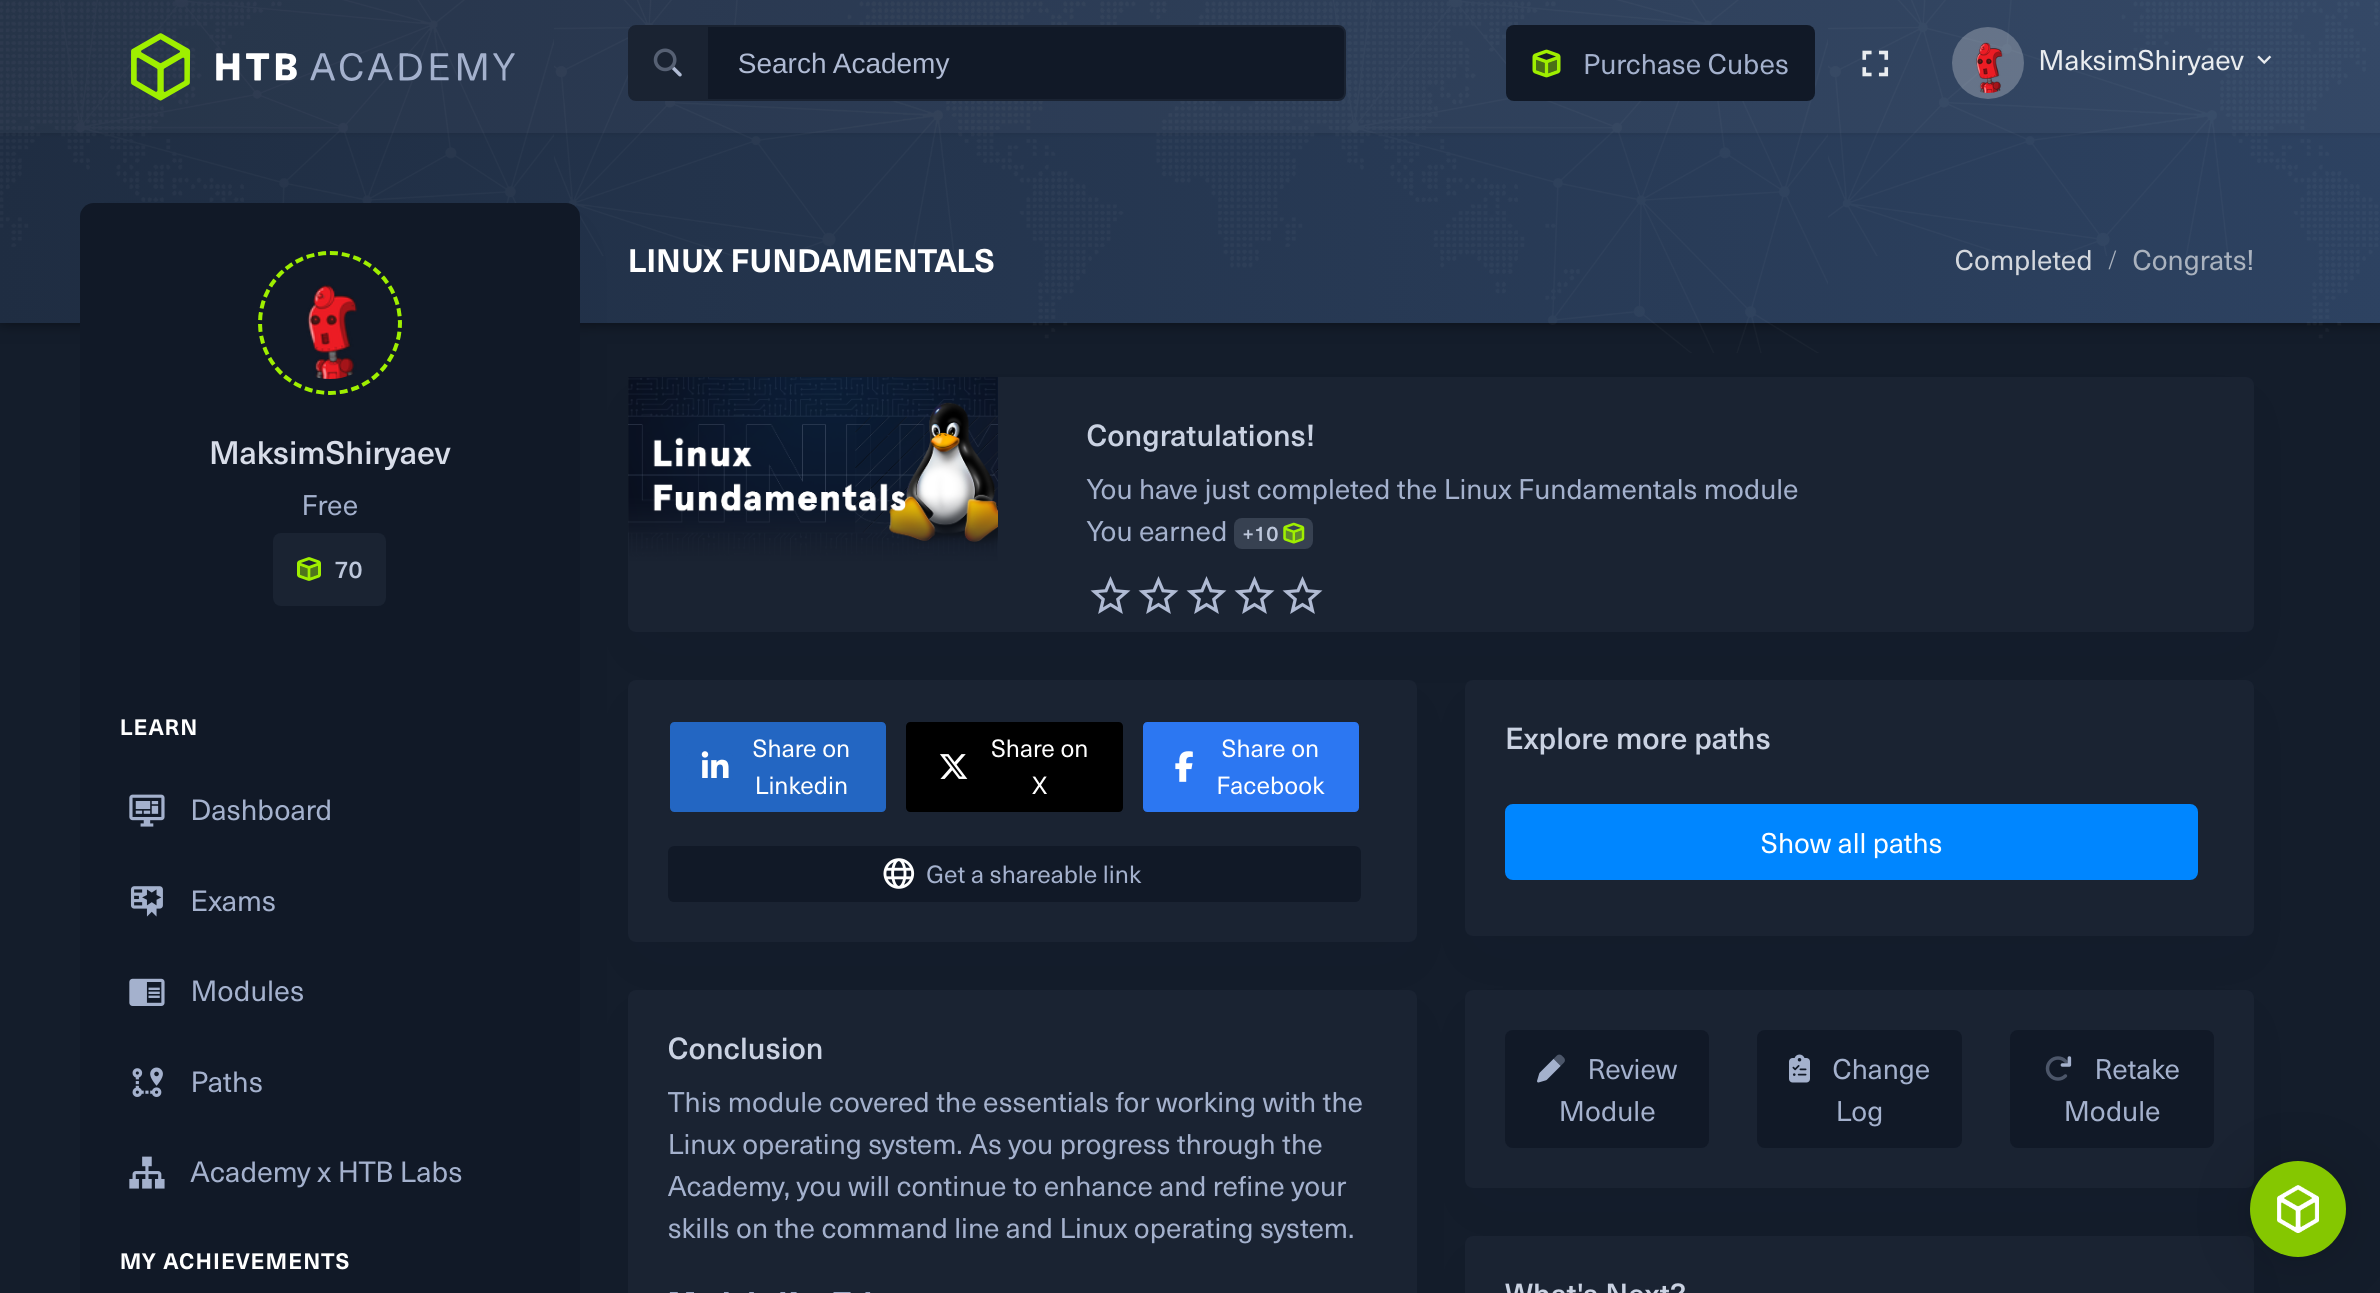 HTB ACADEMY
Search Academy
Purchase Cubes
MaksimShiryaev
LINUX FUNDAMENTALS
Completed / Congrats!
MaksimShiryaev
Free
70
LEARN
Dashboard
Exams
Modules
Paths
Academy x HTB Labs
MY ACHIEVEMENTS
Linux
Fundamentals
Congratulations!
You have just completed the Linux Fundamentals module
You earned +10
Share on
Linkedin
Share on
X
Share on
Facebook
Get a shareable link
Explore more paths
Show all paths
Conclusion
This module covered the essentials for working with the
Linux operating system. As you progress through the
Academy, you will continue to enhance and refine your
skills on the command line and Linux operating system.
Review
Module
Change
Log
Retake
Module
What's Next?